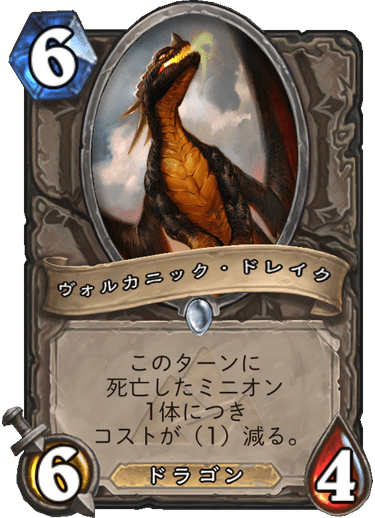 6
ヴォルカニック・ドレイク
このターンに
死亡したミニオン
1体につき
コストが（1）減る。
6
ドラゴン
4